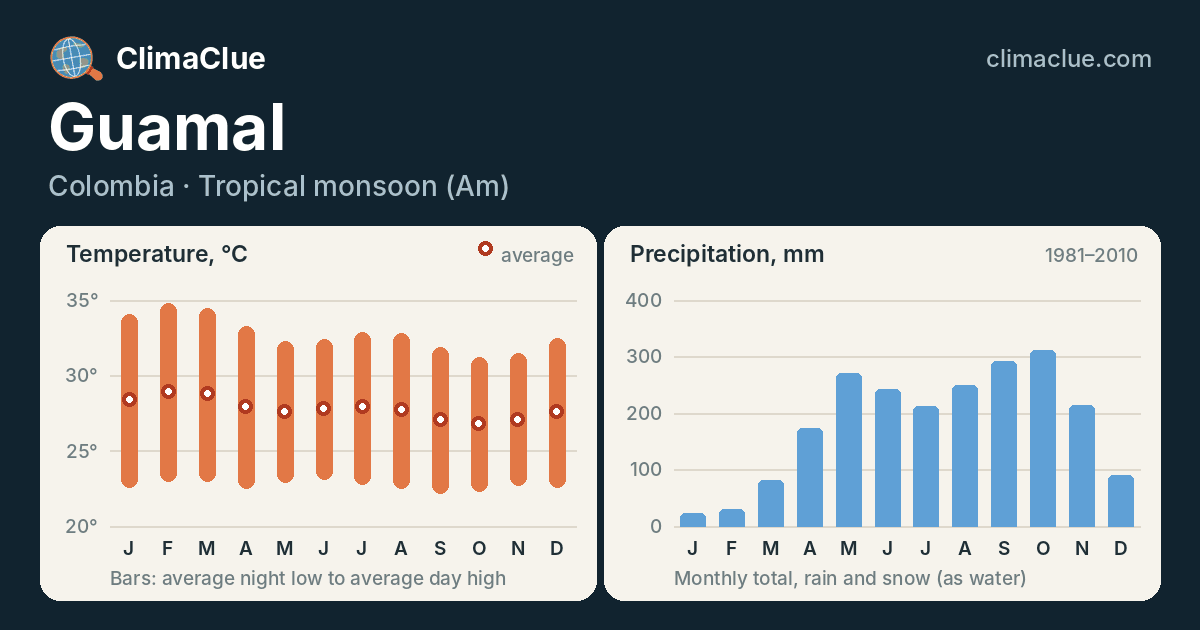 ClimaClue
climaclue.com
Guamal
Colombia · Tropical monsoon (Am)
Temperature, °C
average
35°
30°
25°
20°
J F M A M J J A S O N D
Bars: average night low to average day high
Precipitation, mm
1981–2010
400
300
200
100
0
J F M A M J J A S O N D
Monthly total, rain and snow (as water)